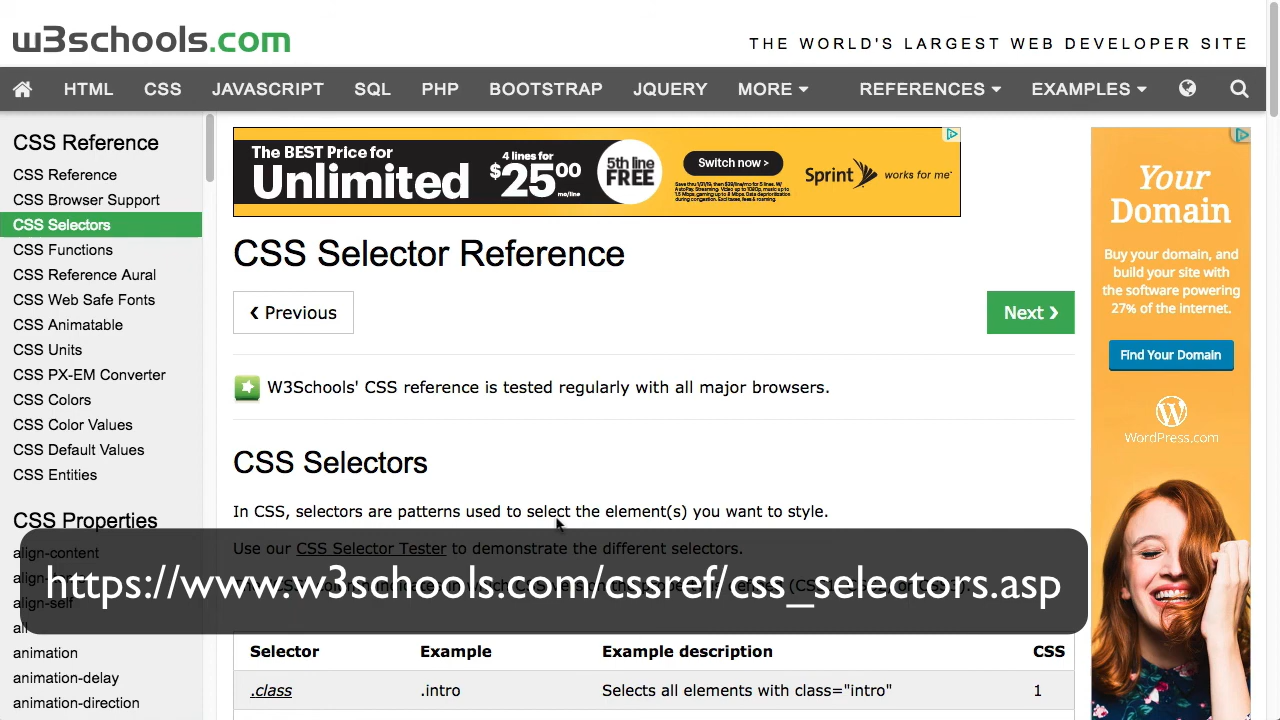 w3schools.com
THE WORLD'S LARGEST WEB DEVELOPER SITE
HTML CSS JAVASCRIPT SQL PHP BOOTSTRAP JQUERY MORE REFERENCES EXAMPLES
CSS Reference
CSS Reference
CSS Browser Support
CSS Selectors
CSS Functions
CSS Reference Aural
CSS Web Safe Fonts
CSS Animatable
CSS Units
CSS PX-EM Converter
CSS Colors
CSS Color Values
CSS Default Values
CSS Entities
CSS Properties
align-content
align-self
all
animation
animation-delay
animation-direction
The BEST Price for
Unlimited
4 lines for
$25.00
/mo/line
5th line
FREE
Switch now >
Sprint works for me
CSS Selector Reference
❮ Previous
Next ❯
W3Schools' CSS reference is tested regularly with all major browsers.
CSS Selectors
In CSS, selectors are patterns used to select the element(s) you want to style.
Use our CSS Selector Tester to demonstrate the different selectors.
https://www.w3schools.com/cssref/css_selectors.asp
Selector Example Example description CSS
.class .intro Selects all elements with class="intro" 1
Your
Domain
Buy your domain, and
build your site with
the software powering
27% of the internet.
Find Your Domain
WordPress.com